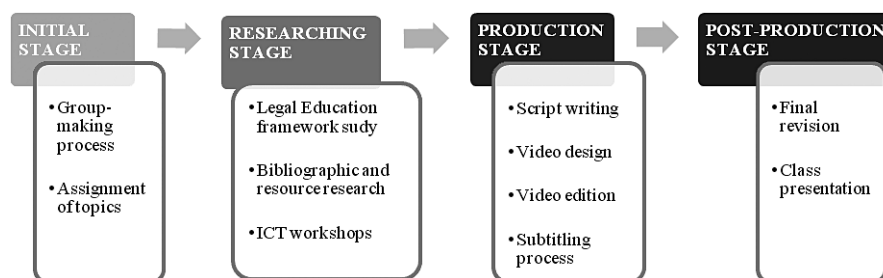 INITIAL
STAGE
• Group-
making
process
• Assignment
of topics
RESEARCHING
STAGE
• Legal Education
framework sudy
• Bibliographic and
resource research
• ICT workshops
PRODUCTION
STAGE
• Script writing
• Video design
• Video edition
• Subtitling
process
POST-PRODUCTION
STAGE
• Final
revision
• Class
presentation